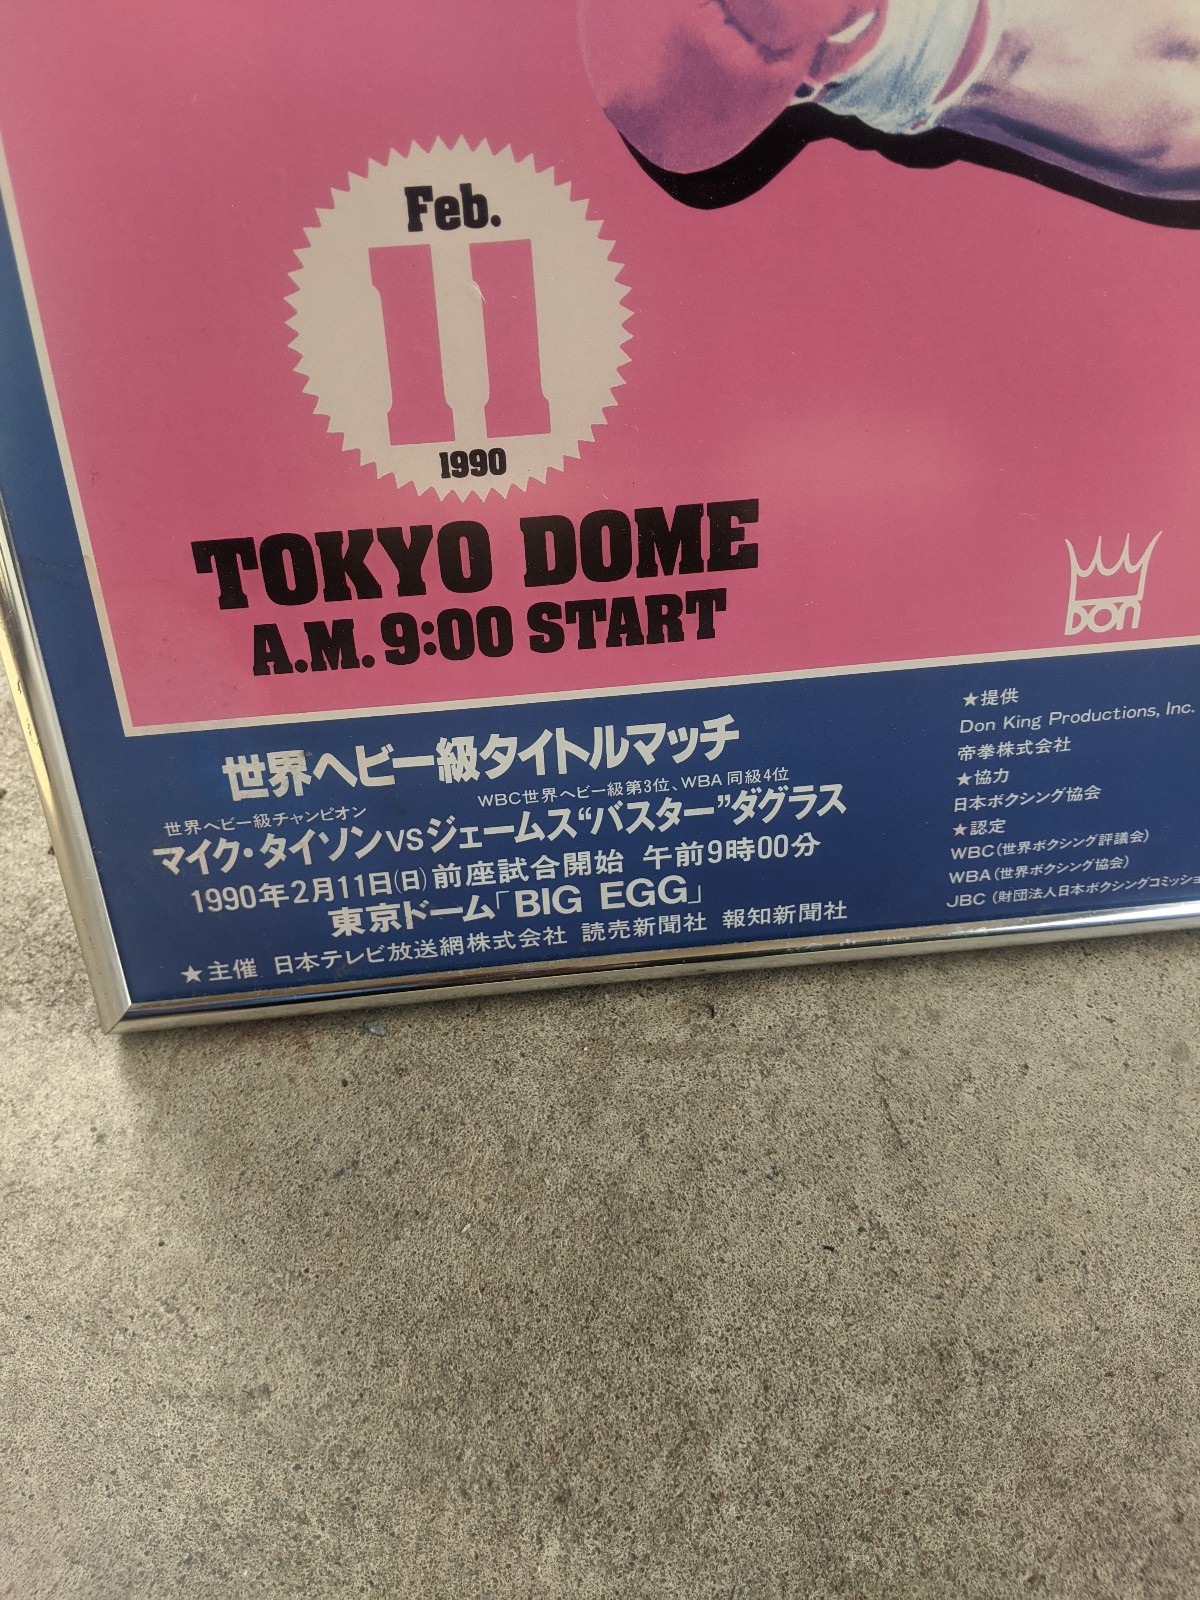 Feb.
11
1990
TOKYO DOME
A.M. 9:00 START
Don
世界ヘビー級タイトルマッチ
世界ヘビー級チャンピオン
WBC世界ヘビー級第3位、WBA同級4位
マイク・タイソンVSジェームス“バスター”ダグラス
1990年2月11日(日)前座試合開始 午前9時00分
東京ドーム「BIG EGG」
★主催 日本テレビ放送網株式会社 読売新聞社 報知新聞社
★提供
Don King Productions, Inc.
帝拳株式会社
★協力
日本ボクシング協会
★認定
WBC(世界ボクシング評議会)
WBA(世界ボクシング協会)
JBC(財団法人日本ボクシングコミッショ